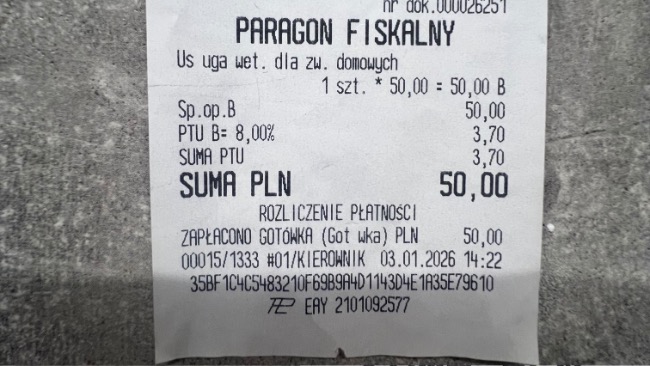 nr dok.000026251
PARAGON FISKALNY
Us uga wet. dla zw. domowych
1 szt. * 50,00 = 50,00 B
Sp.op.B 50,00
PTU B= 8,00% 3,70
SUMA PTU 3,70
SUMA PLN 50,00
ROZLICZENIE PŁATNOŚCI
ZAPŁACONO GOTÓWKA (Got wka) PLN 50,00
00015/1333 #01/KIEROWNIK 03.01.2026 14:22
35BF1C4C5483210F69B9A4D1143D4E1A35E79610
EAY 2101092577